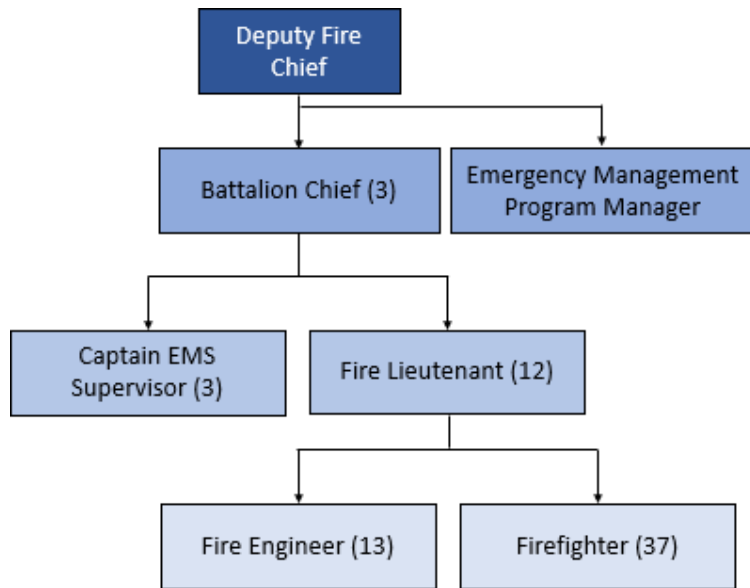 Deputy Fire
Chief
Battalion Chief (3)
Emergency Management
Program Manager
Captain EMS
Supervisor (3)
Fire Lieutenant (12)
Fire Engineer (13)
Firefighter (37)